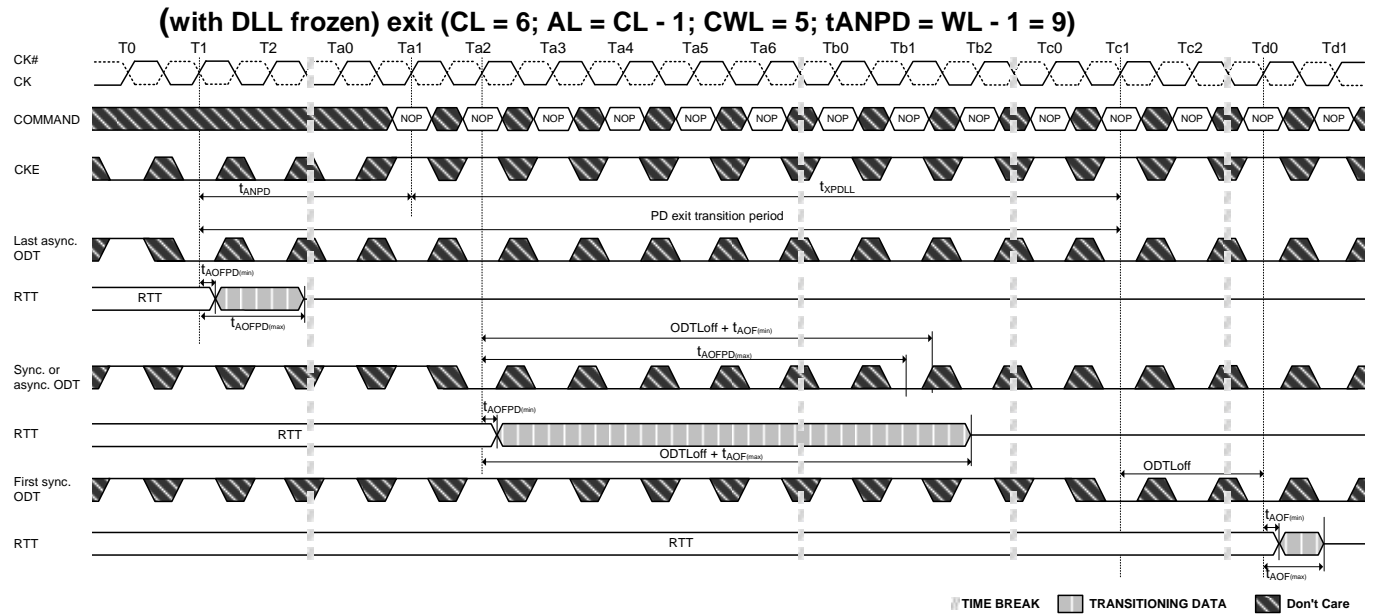 (with DLL frozen) exit (CL = 6; AL = CL - 1; CWL = 5; tANPD = WL - 1 = 9)
T0 T1 T2 Ta0 Ta1 Ta2 Ta3 Ta4 Ta5 Ta6 Tb0 Tb1 Tb2 Tc0 Tc1 Tc2 Td0 Td1
CK#
CK
COMMAND NOP NOP NOP NOP NOP NOP NOP NOP NOP NOP NOP NOP NOP NOP
CKE
tANPD tXPDLL
PD exit transition period
Last async.
ODT
tAOFPD(min)
RTT RTT
tAOFPD(max)
ODTLoff + tAOF(min)
tAOFPD(max)
Sync. or
async. ODT
tAOFPD(min)
RTT RTT
ODTLoff + tAOF(max)
ODTLoff
First sync.
ODT
tAOF(min)
RTT RTT
tAOF(max)
TIME BREAK TRANSITIONING DATA Don't Care